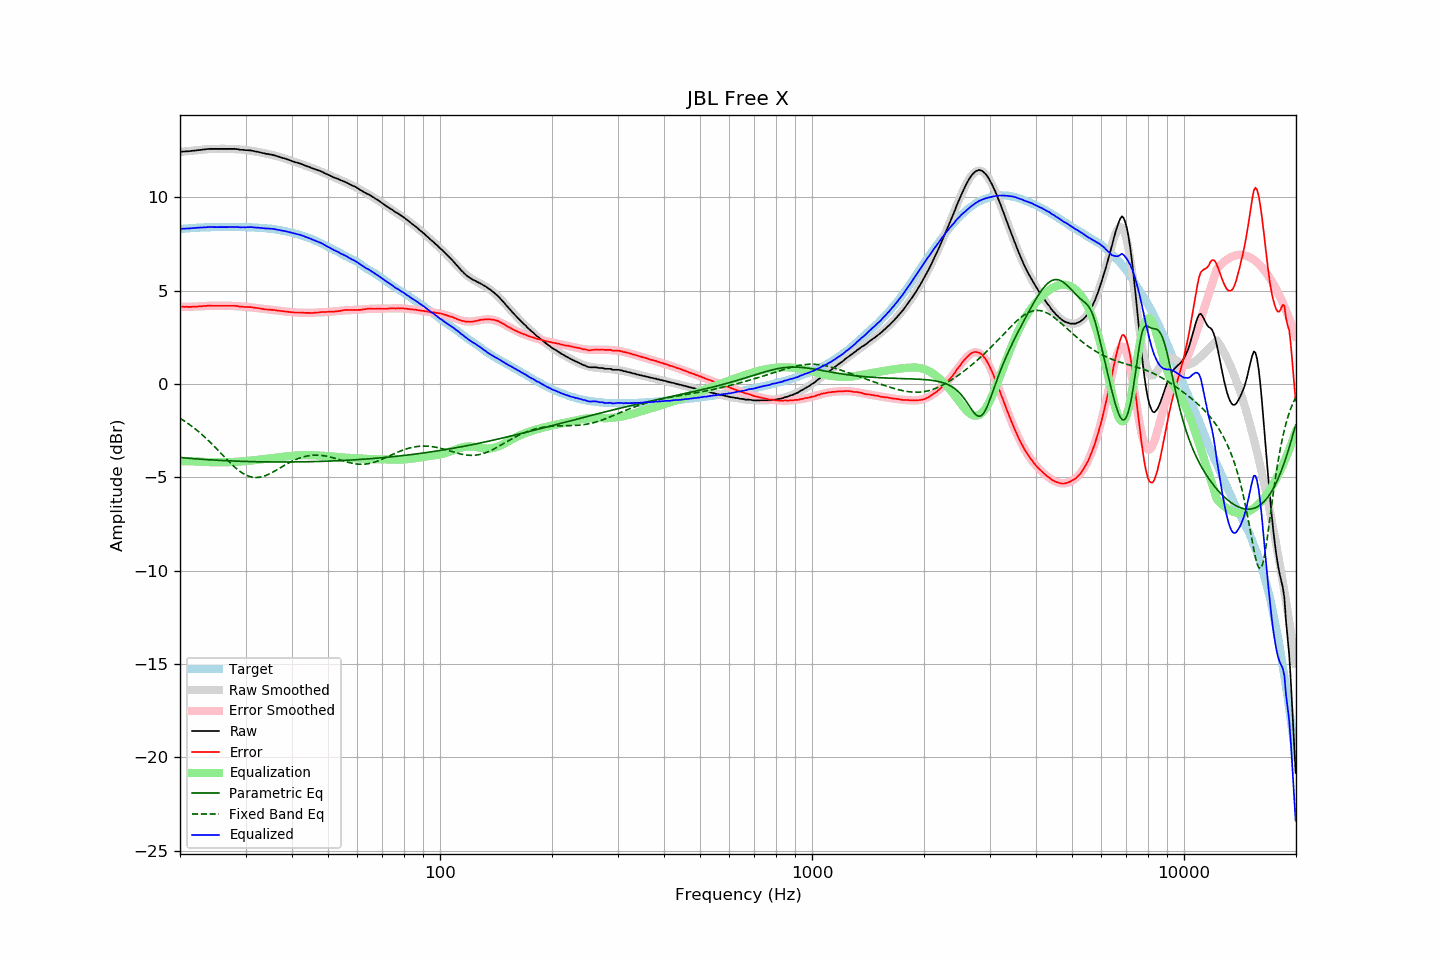 JBL Free X
Amplitude (dBr)
10
5
0
−5
−10
−15
−20
−25
Target
Raw Smoothed
Error Smoothed
Raw
Error
Equalization
Parametric Eq
Fixed Band Eq
Equalized
100
1000
10000
Frequency (Hz)